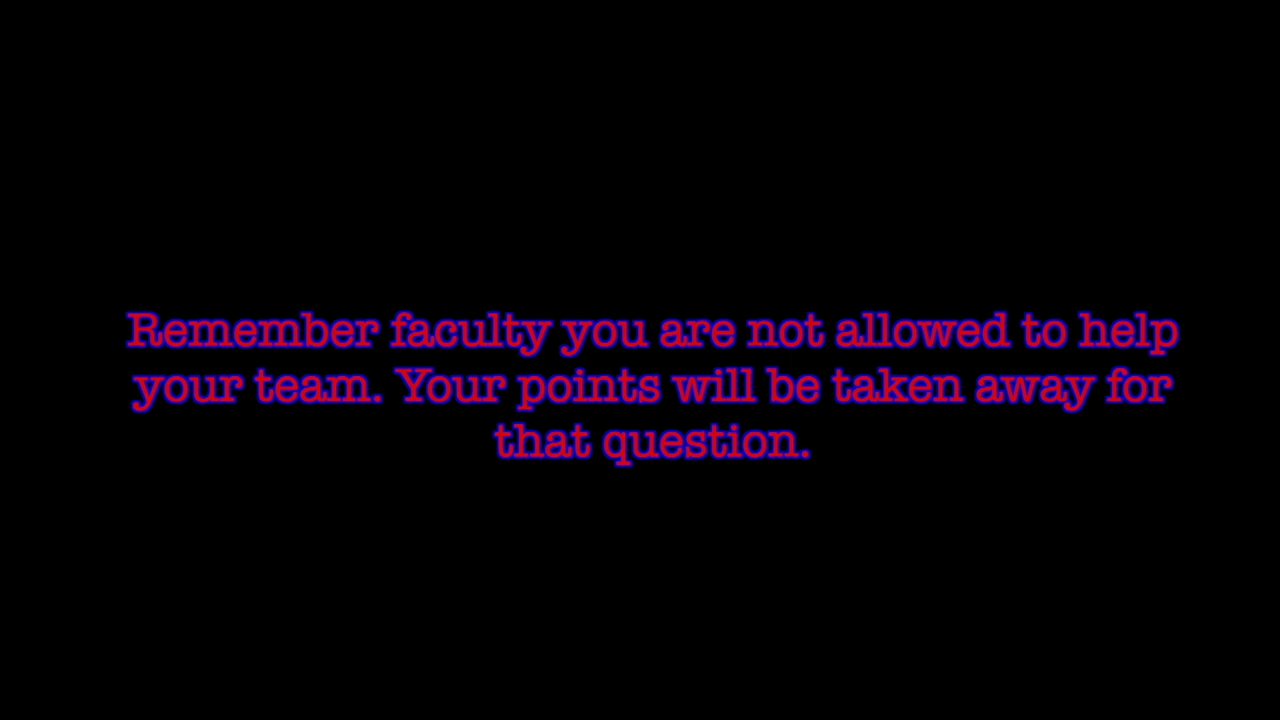 Remember faculty you are not allowed to help
your team. Your points will be taken away for
that question.